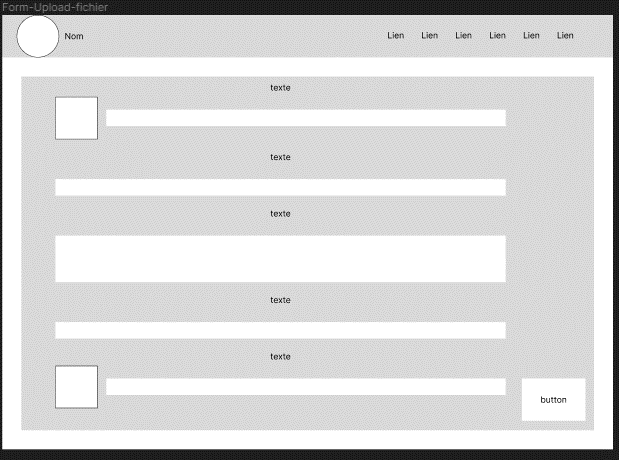 Form-Upload-fichier
Nom Lien Lien Lien Lien Lien Lien
texte
texte
texte
texte
texte
button